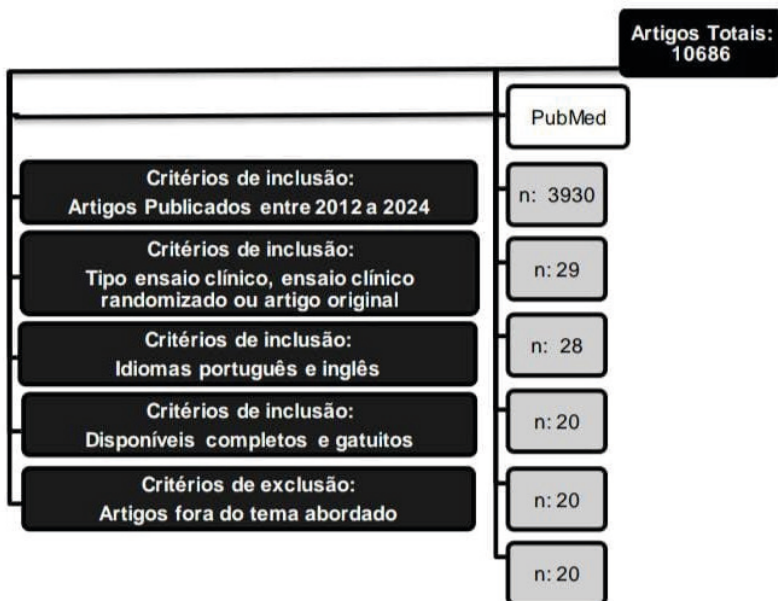 Artigos Totais:
10686
PubMed
Critérios de inclusão:
Artigos Publicados entre 2012 a 2024
n: 3930
Critérios de inclusão:
Tipo ensaio clínico, ensaio clínico
randomizado ou artigo original
n: 29
Critérios de inclusão:
Idiomas português e inglês
n: 28
Critérios de inclusão:
Disponíveis completos e gatuitos
n: 20
Critérios de exclusão:
Artigos fora do tema abordado
n: 20
n: 20